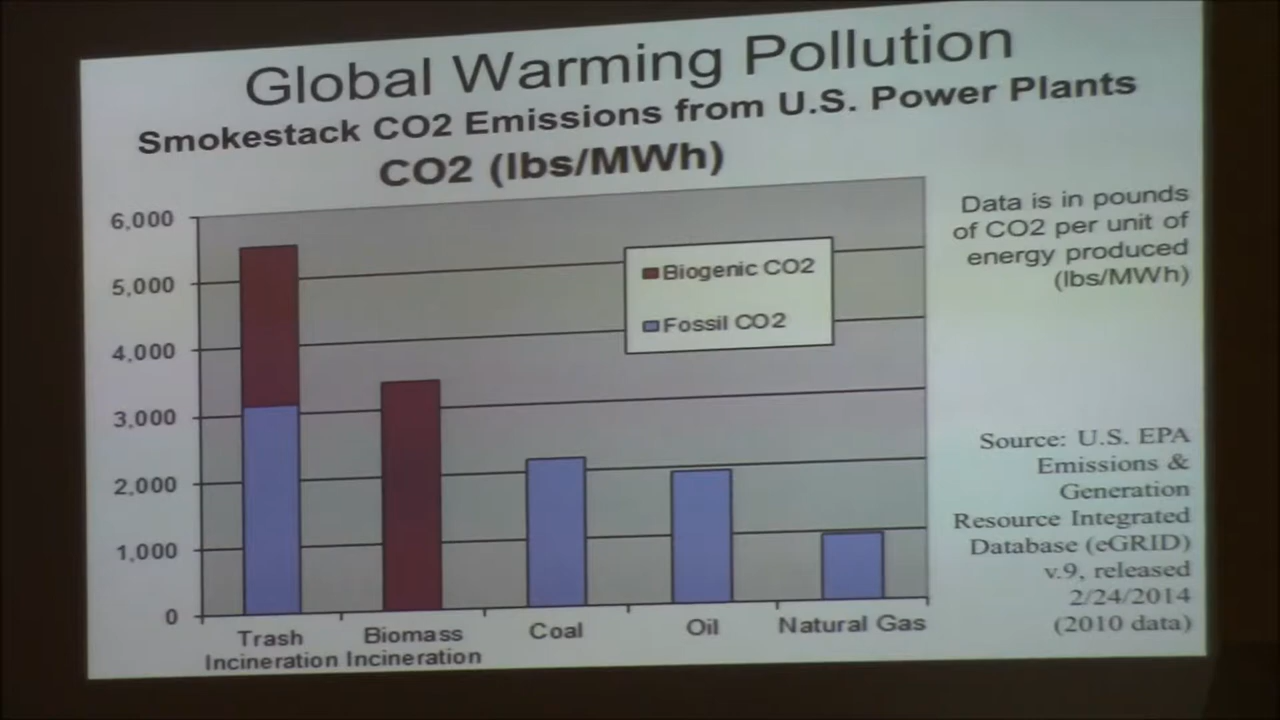 Global Warming Pollution
Smokestack CO2 Emissions from U.S. Power Plants
CO2 (lbs/MWh)
6,000
5,000
4,000
3,000
2,000
1,000
0
Biogenic CO2
Fossil CO2
Trash
Incineration
Biomass
Incineration
Coal
Oil
Natural Gas
Data is in pounds
of CO2 per unit of
energy produced
(lbs/MWh)
Source: U.S. EPA
Emissions &
Generation
Resource Integrated
Database (eGRID)
v.9, released
2/24/2014
(2010 data)